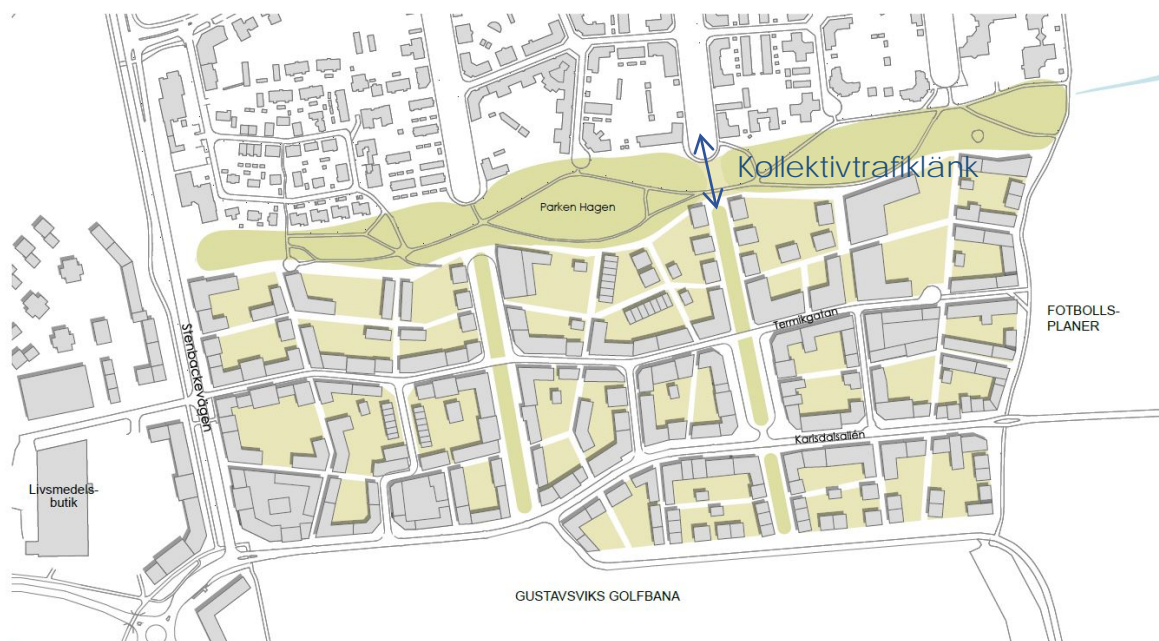 Kollektivtrafiklänk
Parken Hagen
Termikgatan
FOTBOLLS-
PLANER
Stenbackevägen
Karlsdalsallén
Livsmedels-
butik
GUSTAVSVIKS GOLFBANA